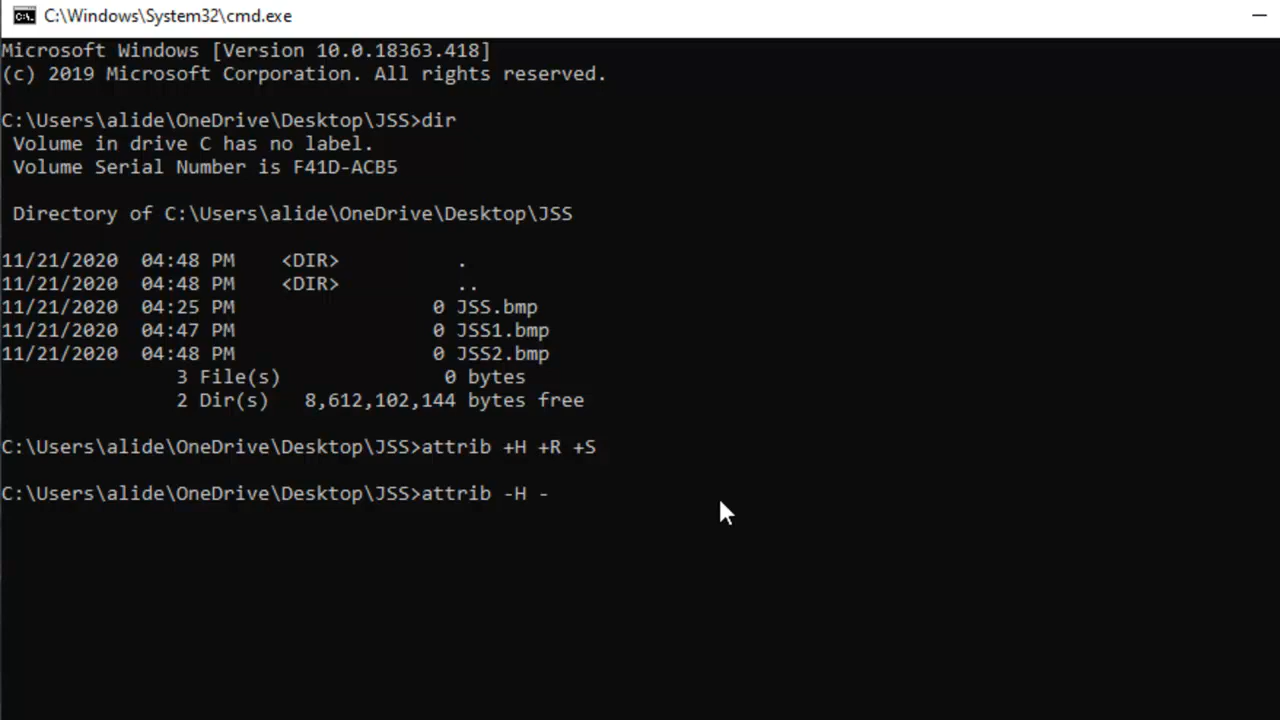 C:\Windows\System32\cmd.exe
Microsoft Windows [Version 10.0.18363.418]
(c) 2019 Microsoft Corporation. All rights reserved.
C:\Users\alide\OneDrive\Desktop\JSS>dir
Volume in drive C has no label.
Volume Serial Number is F41D-ACB5
Directory of C:\Users\alide\OneDrive\Desktop\JSS
11/21/2020  04:48 PM    <DIR>          .
11/21/2020  04:48 PM    <DIR>          ..
11/21/2020  04:25 PM                 0 JSS.bmp
11/21/2020  04:47 PM                 0 JSS1.bmp
11/21/2020  04:48 PM                 0 JSS2.bmp
3 File(s)              0 bytes
2 Dir(s)   8,612,102,144 bytes free
C:\Users\alide\OneDrive\Desktop\JSS>attrib +H +R +S
C:\Users\alide\OneDrive\Desktop\JSS>attrib -H -